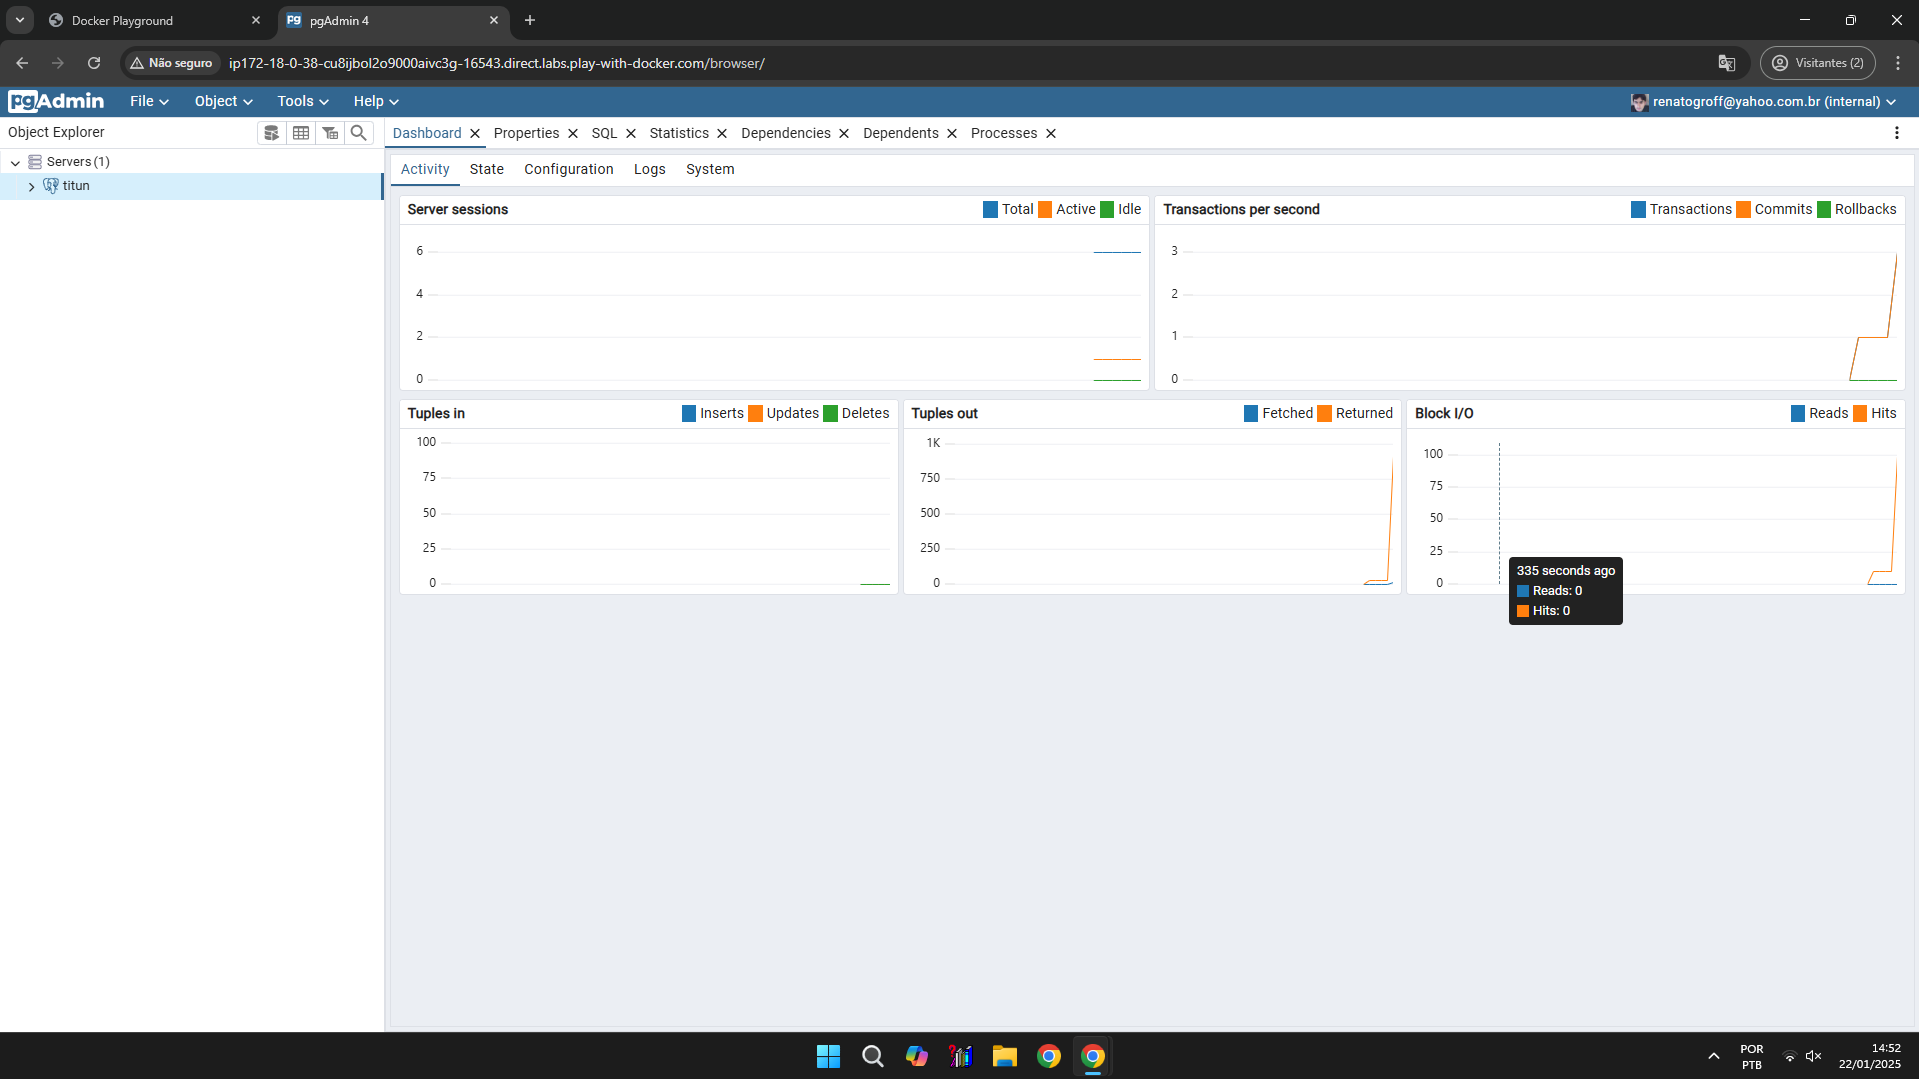 Docker Playground
pgAdmin 4
Não seguro
ip172-18-0-38-cu8ijbol2o9000aivc3g-16543.direct.labs.play-with-docker.com/browser/
Visitantes (2)
pgAdmin File Object Tools Help
renatogroff@yahoo.com.br (internal)
Object Explorer
Servers (1)
titun
Dashboard Properties SQL Statistics Dependencies Dependents Processes
Activity State Configuration Logs System
Server sessions
Total Active Idle
6
4
2
0
Transactions per second
Transactions Commits Rollbacks
3
2
1
0
Tuples in
Inserts Updates Deletes
100
75
50
25
0
Tuples out
Fetched Returned
1K
750
500
250
0
Block I/O
Reads Hits
100
75
50
25
0
335 seconds ago
Reads: 0
Hits: 0
POR
PTB
14:52
22/01/2025